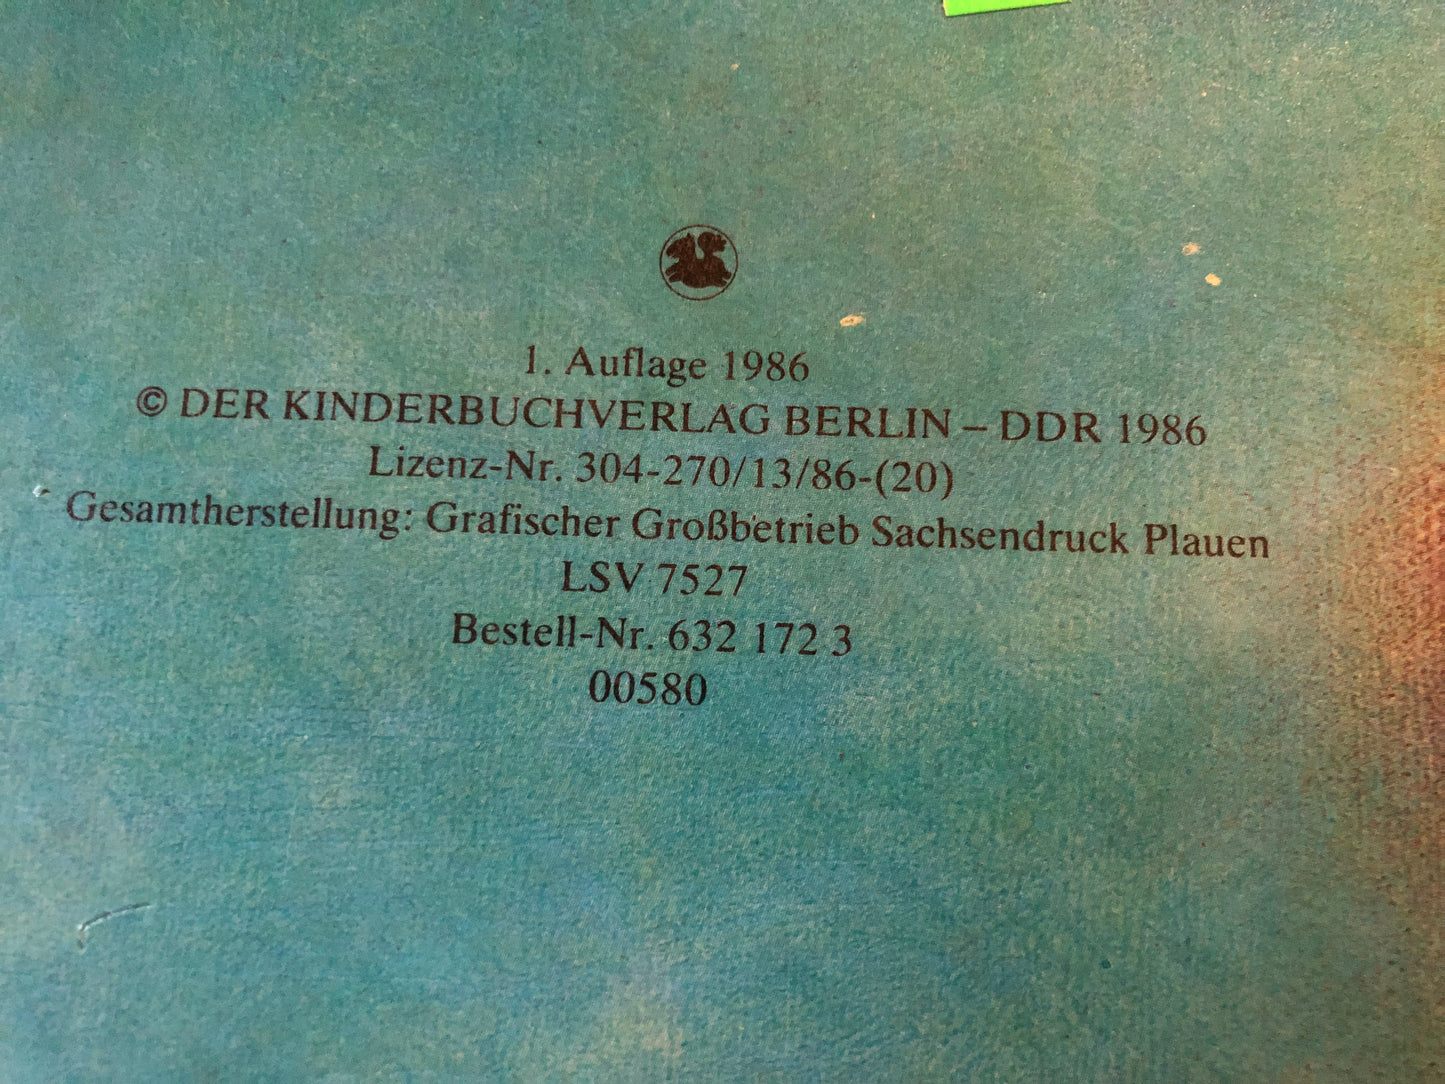 1. Auflage 1986
© DER KINDERBUCHVERLAG BERLIN – DDR 1986
Lizenz-Nr. 304-270/13/86-(20)
Gesamtherstellung: Grafischer Großbetrieb Sachsendruck Plauen
LSV 7527
Bestell-Nr. 632 172 3
00580